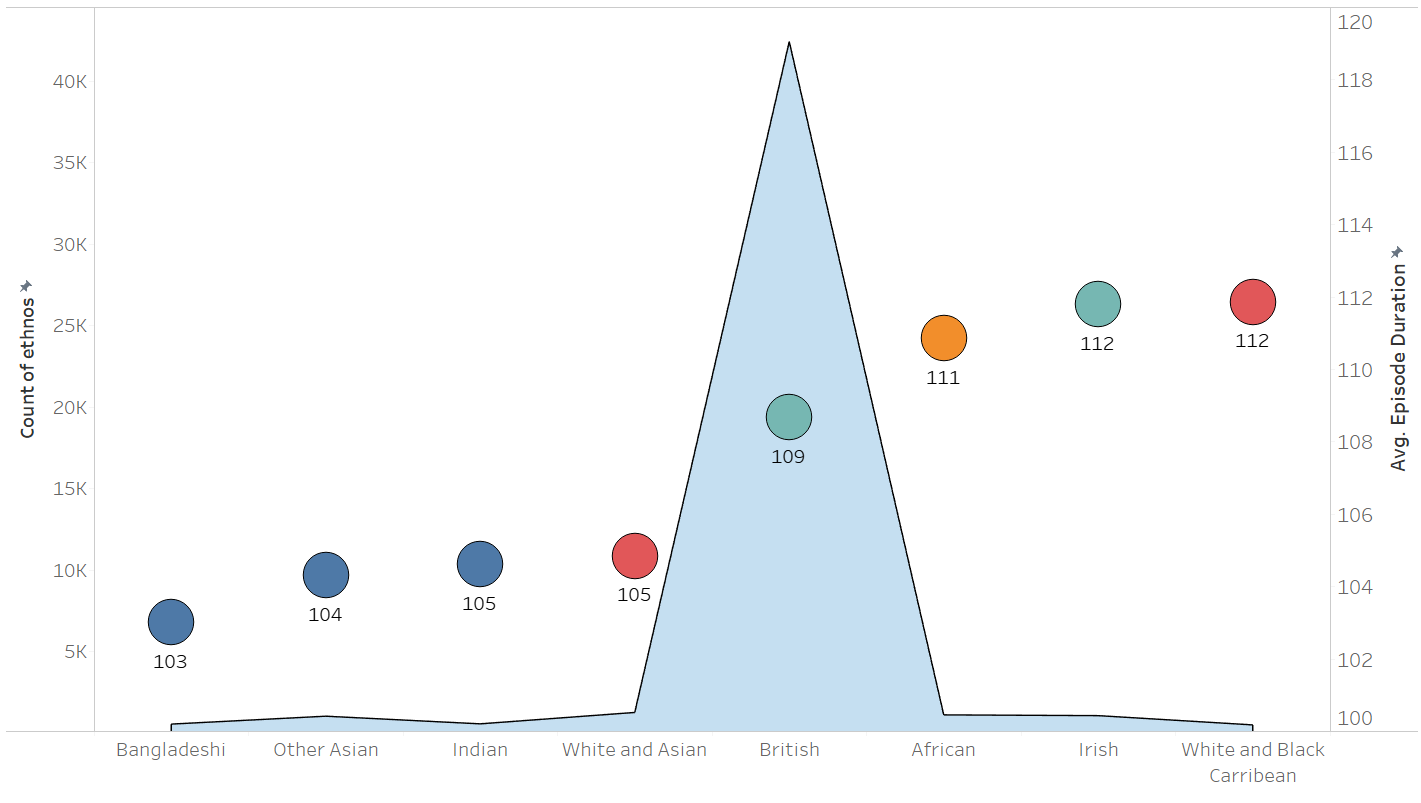 120
40K
118
35K
116
30K
114
Count of ethnos
Avg. Episode Duration
112
25K
112
112
111
110
20K
109
108
15K
106
10K
105
105
104
104
103
5K
102
100
Bangladeshi
Other Asian
Indian
White and Asian
British
African
Irish
White and Black
Carribean